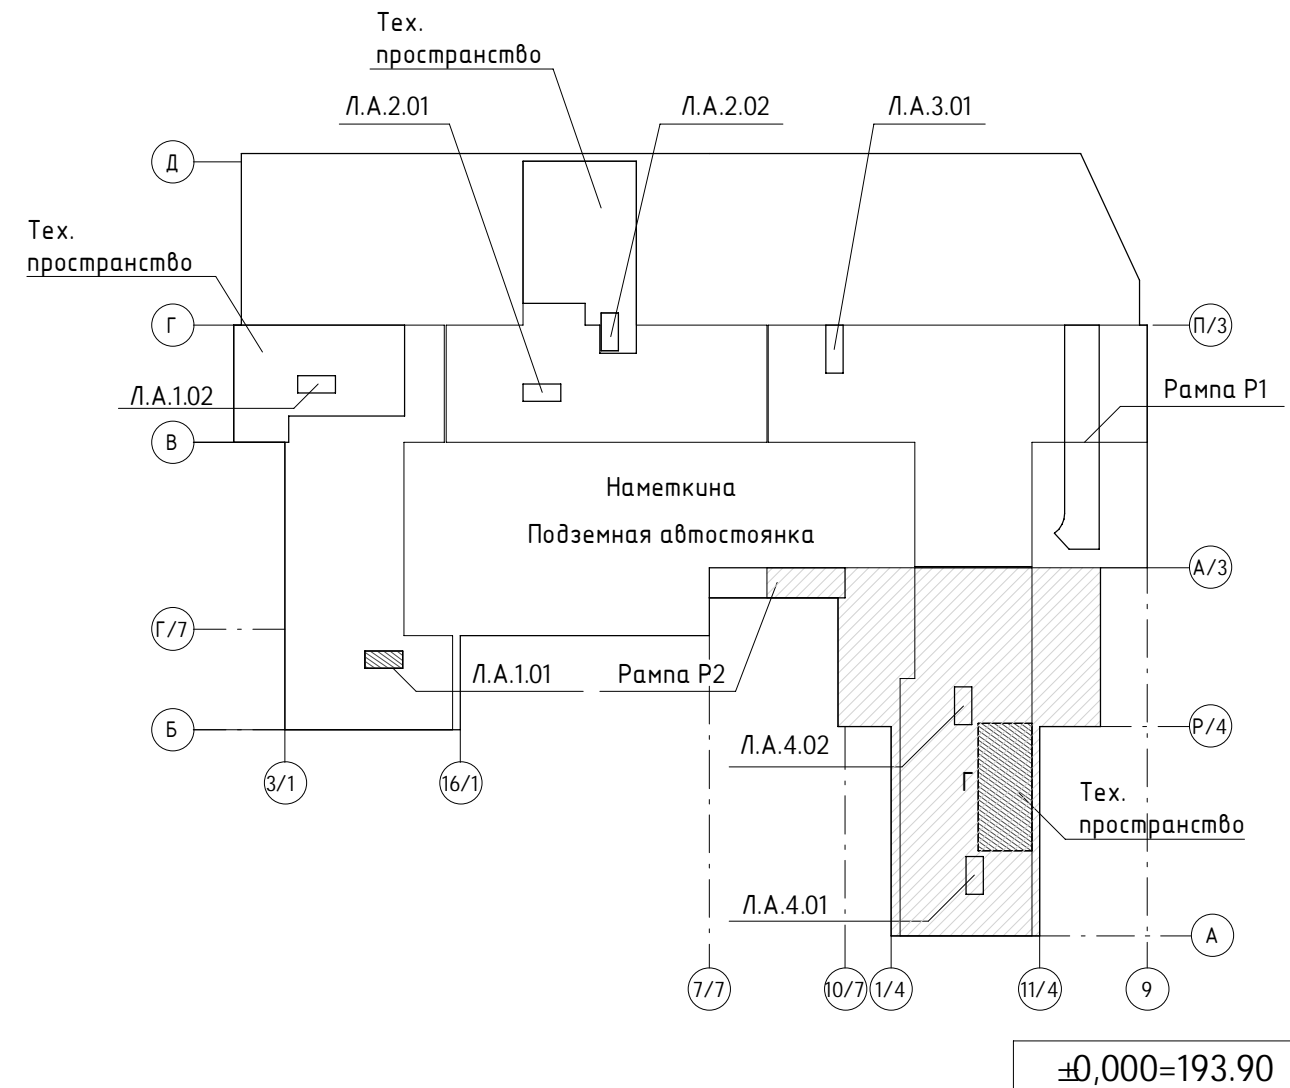 Тех.
пространство
Л.А.2.01
Л.А.2.02
Л.А.3.01
Д
Тех.
пространство
Г
П/3
Л.А.1.02
Рампа Р1
В
Наметкина
Подземная автостоянка
А/3
Г/7
Л.А.1.01
Рампа Р2
Б
Р/4
Л.А.4.02
3/1
16/1
Г
Тех.
пространство
Л.А.4.01
А
7/7
10/7
1/4
11/4
9
±0,000=193.90